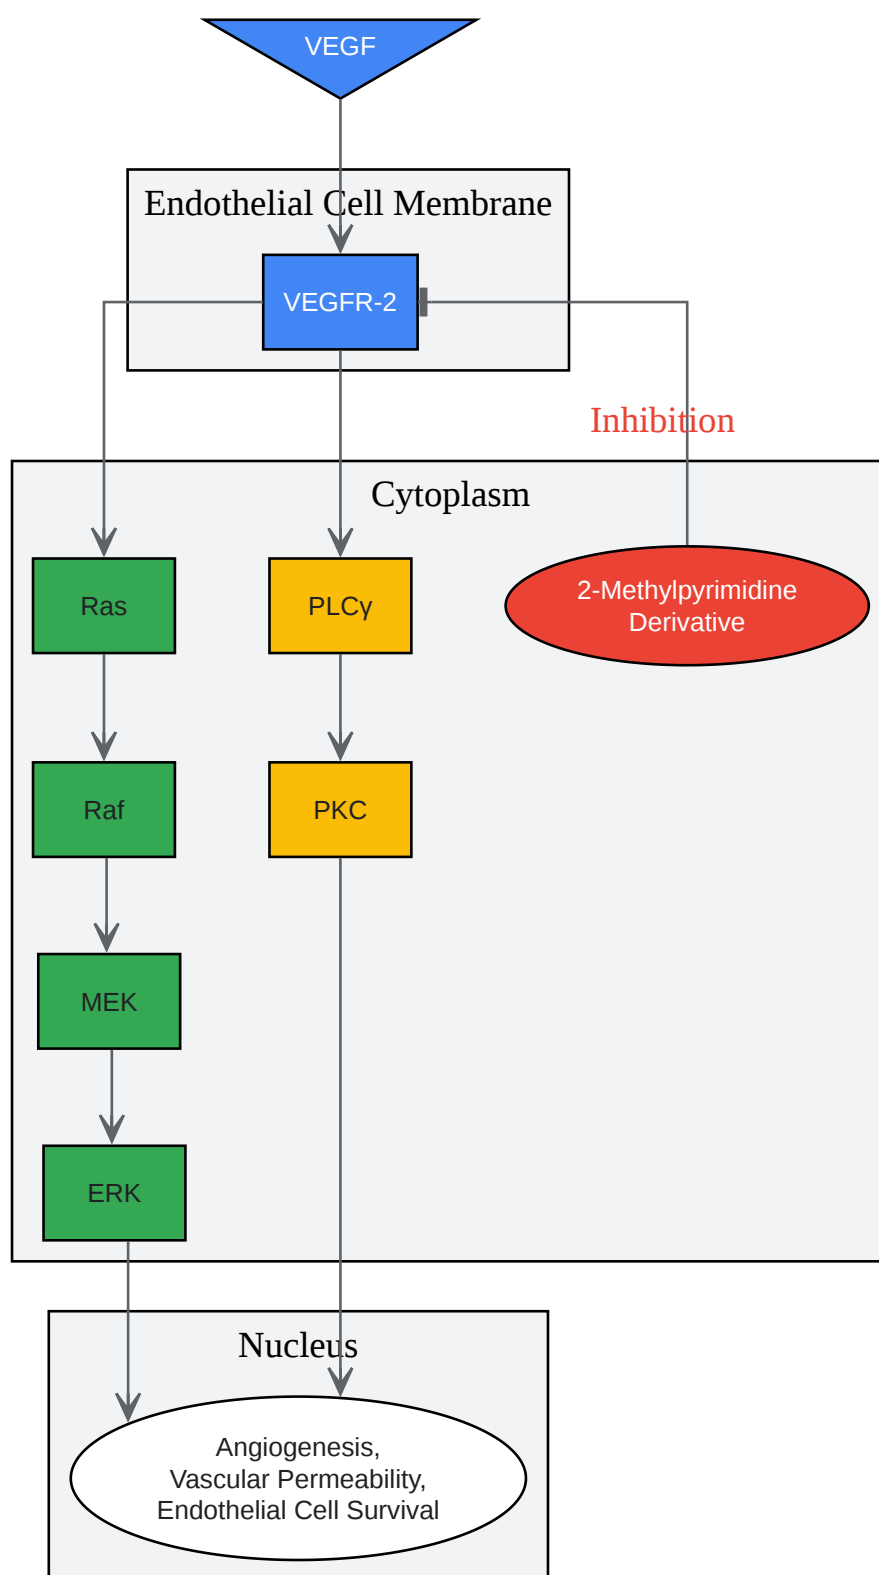 VEGF
Endothelial Cell Membrane
VEGFR-2
Inhibition
Cytoplasm
Ras
PLCγ
2-Methylpyrimidine
Derivative
Raf
PKC
MEK
ERK
Nucleus
Angiogenesis,
Vascular Permeability,
Endothelial Cell Survival